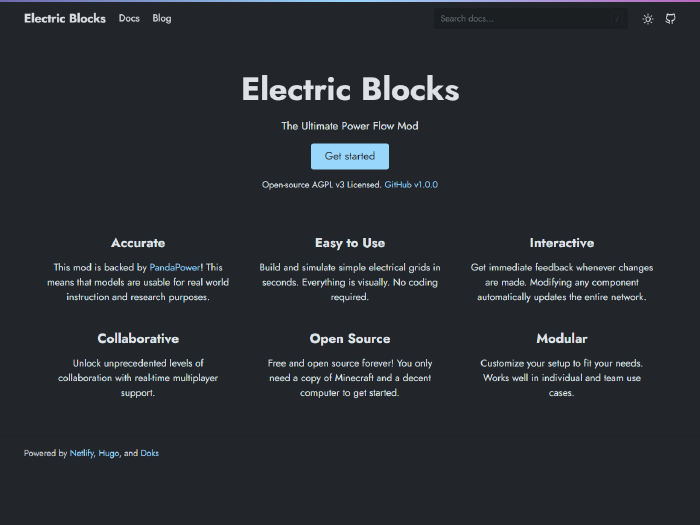 Electric Blocks Docs Blog Search docs... /
Electric Blocks
The Ultimate Power Flow Mod
Get started
Open-source AGPL v3 Licensed. GitHub v1.0.0
Accurate
This mod is backed by PandaPower! This
means that models are usable for real world
instruction and research purposes.
Easy to Use
Build and simulate simple electrical grids in
seconds. Everything is visually. No coding
required.
Interactive
Get immediate feedback whenever changes
are made. Modifying any component
automatically updates the entire network.
Collaborative
Unlock unprecedented levels of
collaboration with real-time multiplayer
support.
Open Source
Free and open source forever! You only
need a copy of Minecraft and a decent
computer to get started.
Modular
Customize your setup to fit your needs.
Works well in individual and team use
cases.
Powered by Netlify, Hugo, and Doks